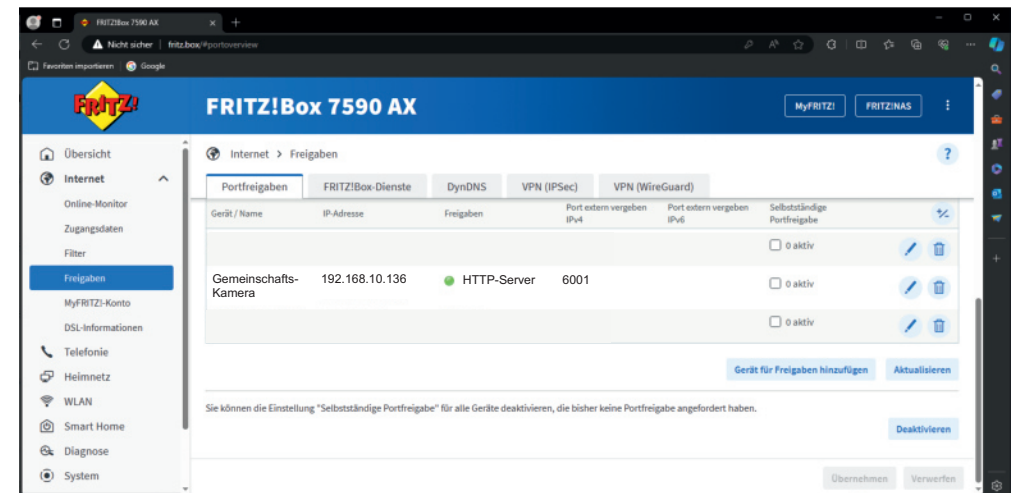 FRITZ!Box 7590 AX
Nicht sicher | fritz.box/#portoverview
Favoriten importieren Google
FRITZ!
FRITZ!Box 7590 AX
MyFRITZ!
FRITZ!NAS
Übersicht
Internet
Online-Monitor
Zugangsdaten
Filter
Freigaben
MyFRITZ!-Konto
DSL-Informationen
Telefonie
Heimnetz
WLAN
Smart Home
Diagnose
System
Internet > Freigaben
?
Portfreigaben FRITZ!Box-Dienste DynDNS VPN (IPSec) VPN (WireGuard)
Gerät / Name IP-Adresse Freigaben Port extern vergeben IPv4 Port extern vergeben IPv6 Selbstständige Portfreigabe
0 aktiv
Gemeinschafts- 192.168.10.136 HTTP-Server 6001 0 aktiv
Kamera
0 aktiv
Gerät für Freigaben hinzufügen Aktualisieren
Sie können die Einstellung "Selbstständige Portfreigabe" für alle Geräte deaktivieren, die bisher keine Portfreigabe angefordert haben.
Deaktivieren
Übernehmen Verwerfen